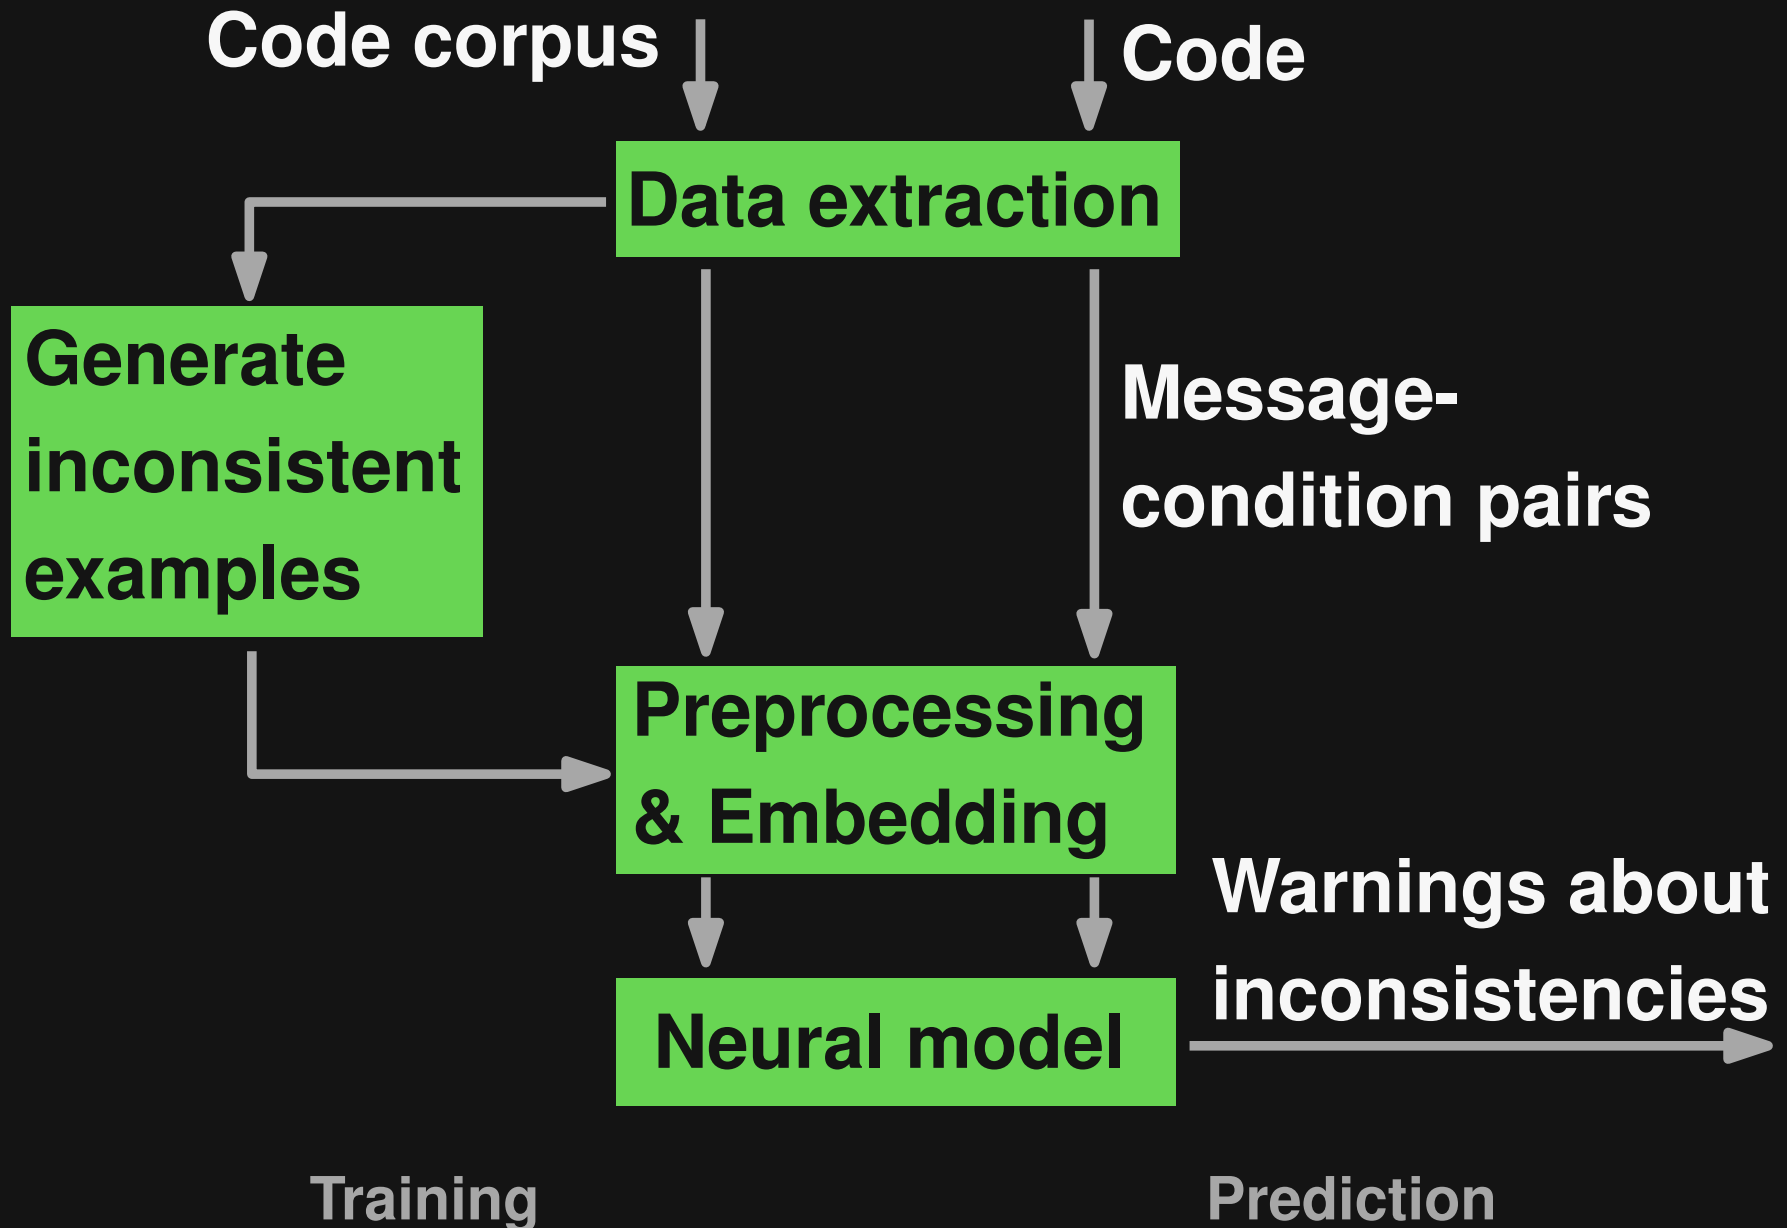 Code corpus
Code
Data extraction
Generate
inconsistent
examples
Message-
condition pairs
Preprocessing
& Embedding
Warnings about
inconsistencies
Neural model
Training
Prediction